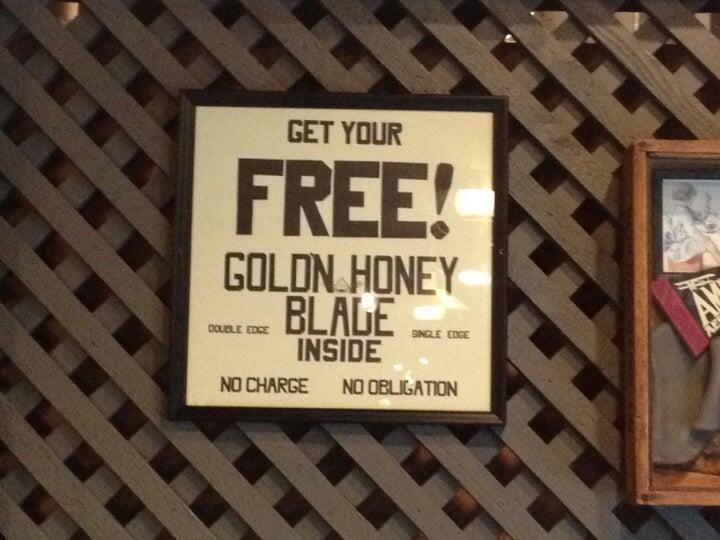 GET YOUR
FREE!
GOLD'N HONEY
BLADE
DOUBLE EDGE SINGLE EDGE
INSIDE
NO CHARGE NO OBLIGATION